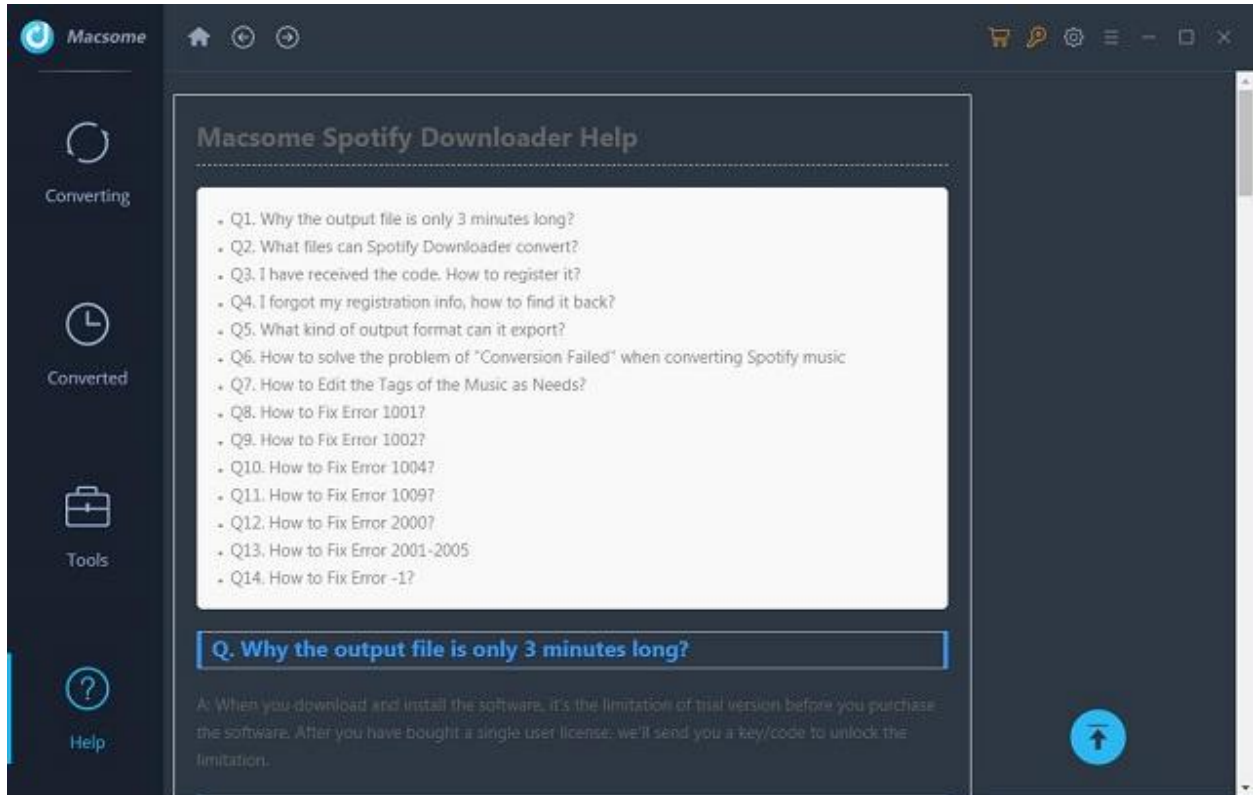 Macsome
Converting
Converted
Tools
Help
Macsome Spotify Downloader Help
Q1. Why the output file is only 3 minutes long?
Q2. What files can Spotify Downloader convert?
Q3. I have received the code. How to register it?
Q4. I forgot my registration info, how to find it back?
Q5. What kind of output format can it export?
Q6. How to solve the problem of "Conversion Failed" when converting Spotify music
Q7. How to Edit the Tags of the Music as Needs?
Q8. How to Fix Error 1001?
Q9. How to Fix Error 1002?
Q10. How to Fix Error 1004?
Q11. How to Fix Error 1009?
Q12. How to Fix Error 2000?
Q13. How to Fix Error 2001-2005
Q14. How to Fix Error -1?
Q. Why the output file is only 3 minutes long?
A: When you download and install the software, it's the limitation of trial version before you purchase
the software. After you have bought a single user license, we'll send you a key/code to unlock the
limitation.